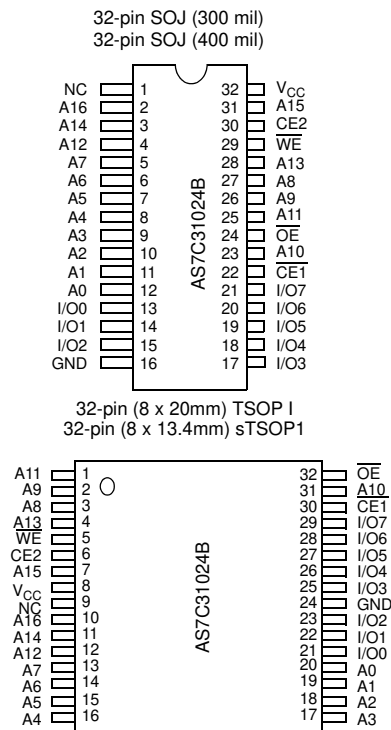 32-pin SOJ (300 mil)
32-pin SOJ (400 mil)
NC 1 32 VCC
A16 2 31 A15
A14 3 30 CE2
A12 4 29 WE
A7 5 28 A13
A6 6 27 A8
A5 7 26 A9
A4 8 25 A11
A3 9 24 OE
A2 10 23 A10
A1 11 22 CE1
A0 12 21 I/O7
I/O0 13 20 I/O6
I/O1 14 19 I/O5
I/O2 15 18 I/O4
GND 16 17 I/O3
AS7C31024B
32-pin (8 x 20mm) TSOP I
32-pin (8 x 13.4mm) sTSOP1
A11 1 32 OE
A9 2 31 A10
A8 3 30 CE1
A13 4 29 I/O7
WE 5 28 I/O6
CE2 6 27 I/O5
A15 7 26 I/O4
VCC 8 25 I/O3
NC 9 24 GND
A16 10 23 I/O2
A14 11 22 I/O1
A12 12 21 I/O0
A7 13 20 A0
A6 14 19 A1
A5 15 18 A2
A4 16 17 A3
AS7C31024B